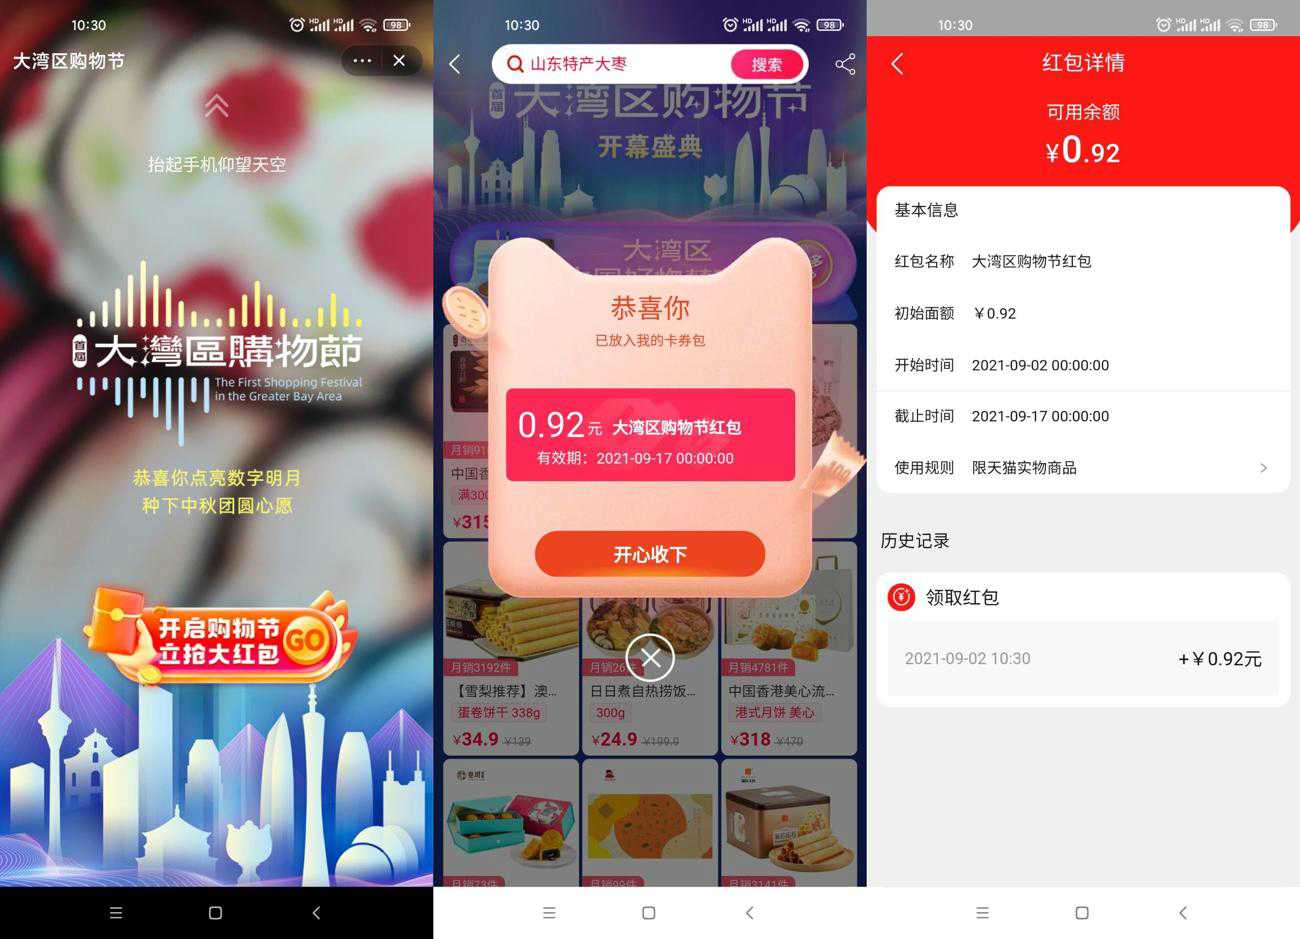 10:30
HD HD 98
大湾区购物节
抬起手机仰望天空
首届 大灣區購物節
The First Shopping Festival
in the Greater Bay Area
恭喜你点亮数字明月
种下中秋团圆心愿
开启购物节
立抢大红包
GO
10:30
HD HD 98
山东特产大枣 搜索
首届 大湾区购物节
开幕盛典
大湾区
恭喜你
已放入我的卡券包
0.92元 大湾区购物节红包
有效期：2021-09-17 00:00:00
100
开心收下
月销91
中国香
满300
¥315
月销3192件
【雪梨推荐】澳...
蛋卷饼干 338g
¥34.9 ¥139
月销26
日日煮自热捞饭...
300g
¥24.9 ¥199.9
月销4781件
中国香港美心流...
港式月饼 美心
¥318 ¥470
月销73件
月销99件
月销3141件
10:30
HD HD 98
红包详情
可用余额
¥0.92
基本信息
红包名称 大湾区购物节红包
初始面额 ￥0.92
开始时间 2021-09-02 00:00:00
截止时间 2021-09-17 00:00:00
使用规则 限天猫实物商品
历史记录
领取红包
2021-09-02 10:30 +￥0.92元